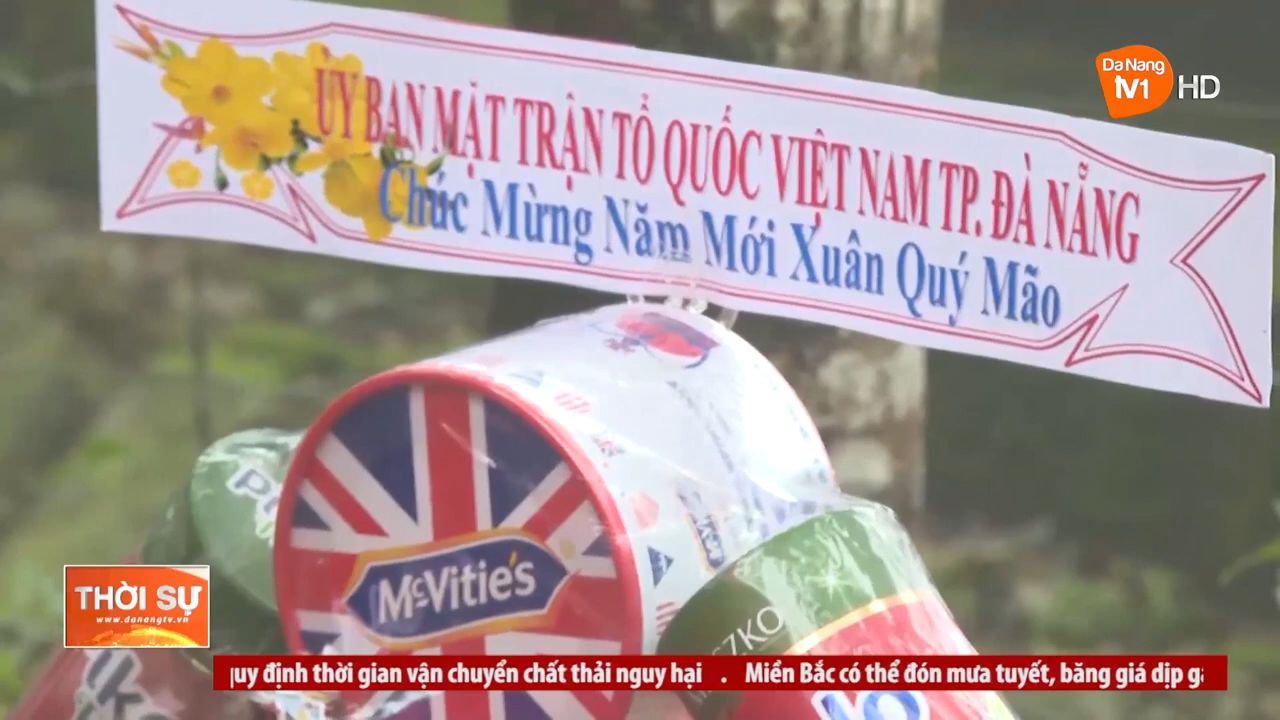 Da Nang
tv1 HD
ỦY BAN MẶT TRẬN TỔ QUỐC VIỆT NAM TP. ĐÀ NẴNG
Chúc Mừng Năm Mới Xuân Quý Mão
McVitie's
THỜI SỰ
www.danangtv.vn
quy định thời gian vận chuyển chất thải nguy hại . Miền Bắc có thể đón mưa tuyết, băng giá dịp